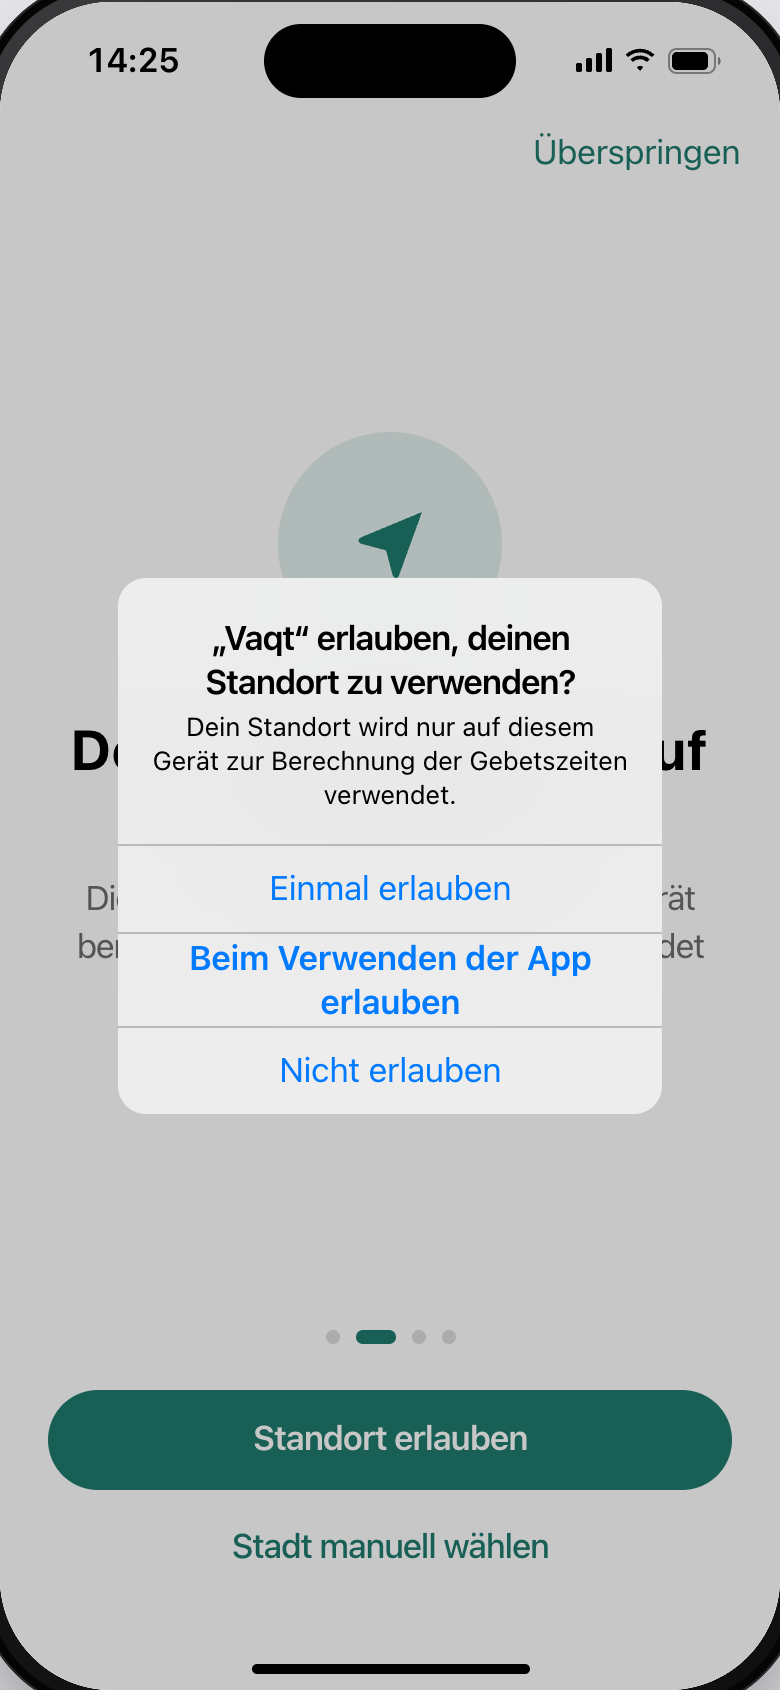 14:25
Überspringen
„Vaqt“ erlauben, deinen
Standort zu verwenden?
Dein Standort wird nur auf diesem
Gerät zur Berechnung der Gebetszeiten
verwendet.
Einmal erlauben
Beim Verwenden der App
erlauben
Nicht erlauben
Standort erlauben
Stadt manuell wählen